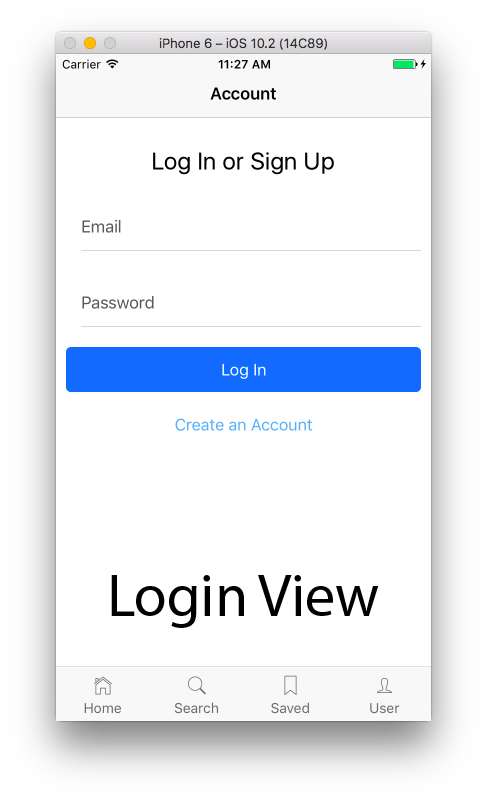 iPhone 6 – iOS 10.2 (14C89)
Carrier 11:27 AM
Account
Log In or Sign Up
Email
Password
Log In
Create an Account
Login View
Home Search Saved User